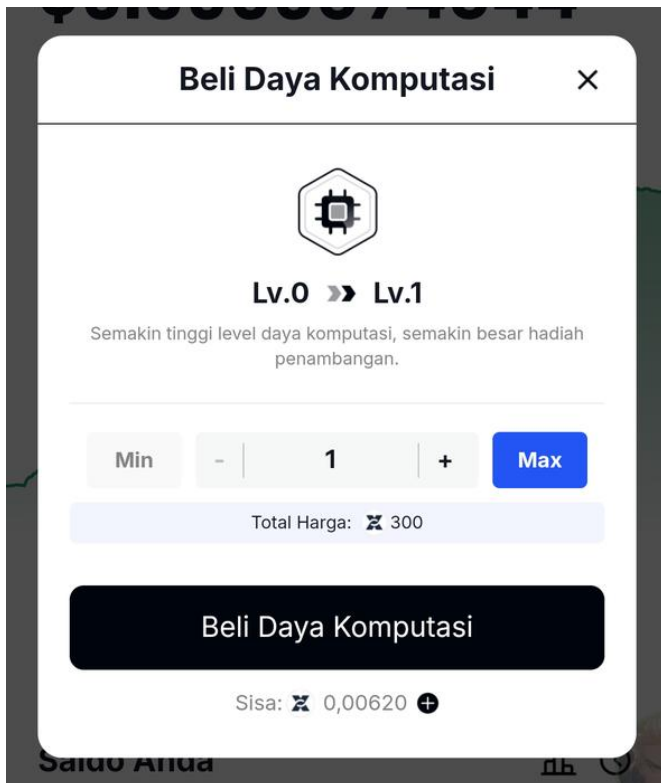 Beli Daya Komputasi ×
Lv.0 Lv.1
Semakin tinggi level daya komputasi, semakin besar hadiah
penambangan.
Min - 1 + Max
Total Harga: 300
Beli Daya Komputasi
Sisa: 0,00620
Saldo Anda